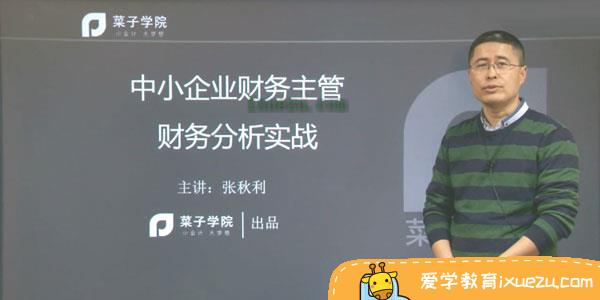 菜子学院
小会计 大梦想
中小企业财务主管
财务分析实战
主讲：张秋利
菜子学院 出品
小会计 大梦想
菜子
爱学教育ixuezu.com